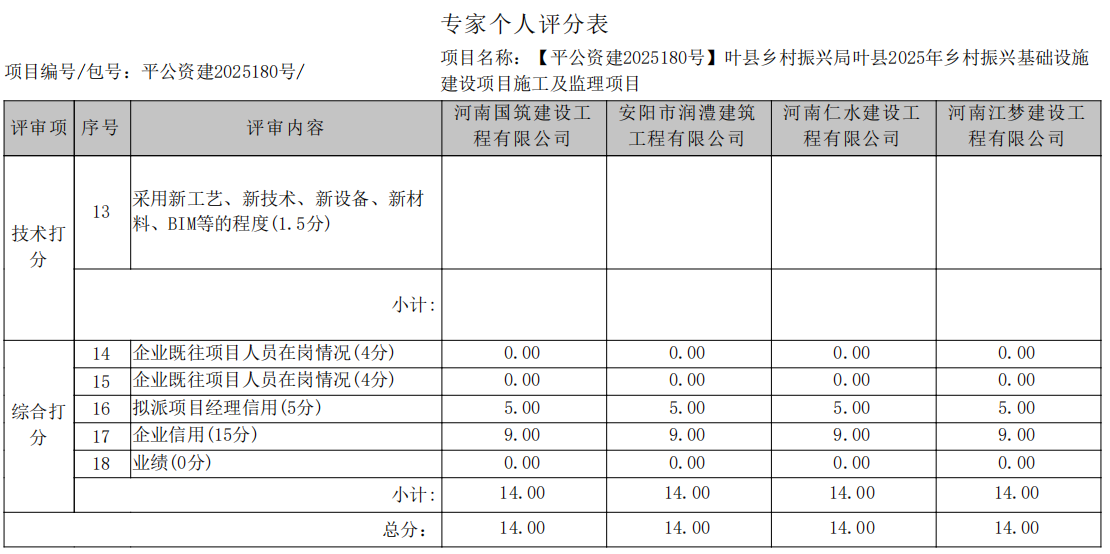 专家个人评分表
项目编号/包号: 平公资建2025180号/
项目名称: 【平公资建2025180号】叶县乡村振兴局叶县2025年乡村振兴基础设施
建设项目施工及监理项目
评审项 序号 评审内容 河南国筑建设工程有限公司 安阳市润澧建筑工程有限公司 河南仁水建设工程有限公司 河南江梦建设工程有限公司
技术打分
13 采用新工艺、新技术、新设备、新材
料、BIM等的程度(1.5分)
小计:
综合打分
14 企业既往项目人员在岗情况(4分) 0.00 0.00 0.00 0.00
15 企业既往项目人员在岗情况(4分) 0.00 0.00 0.00 0.00
16 拟派项目经理信用(5分) 5.00 5.00 5.00 5.00
17 企业信用(15分) 9.00 9.00 9.00 9.00
18 业绩(0分) 0.00 0.00 0.00 0.00
小计: 14.00 14.00 14.00 14.00
总分: 14.00 14.00 14.00 14.00